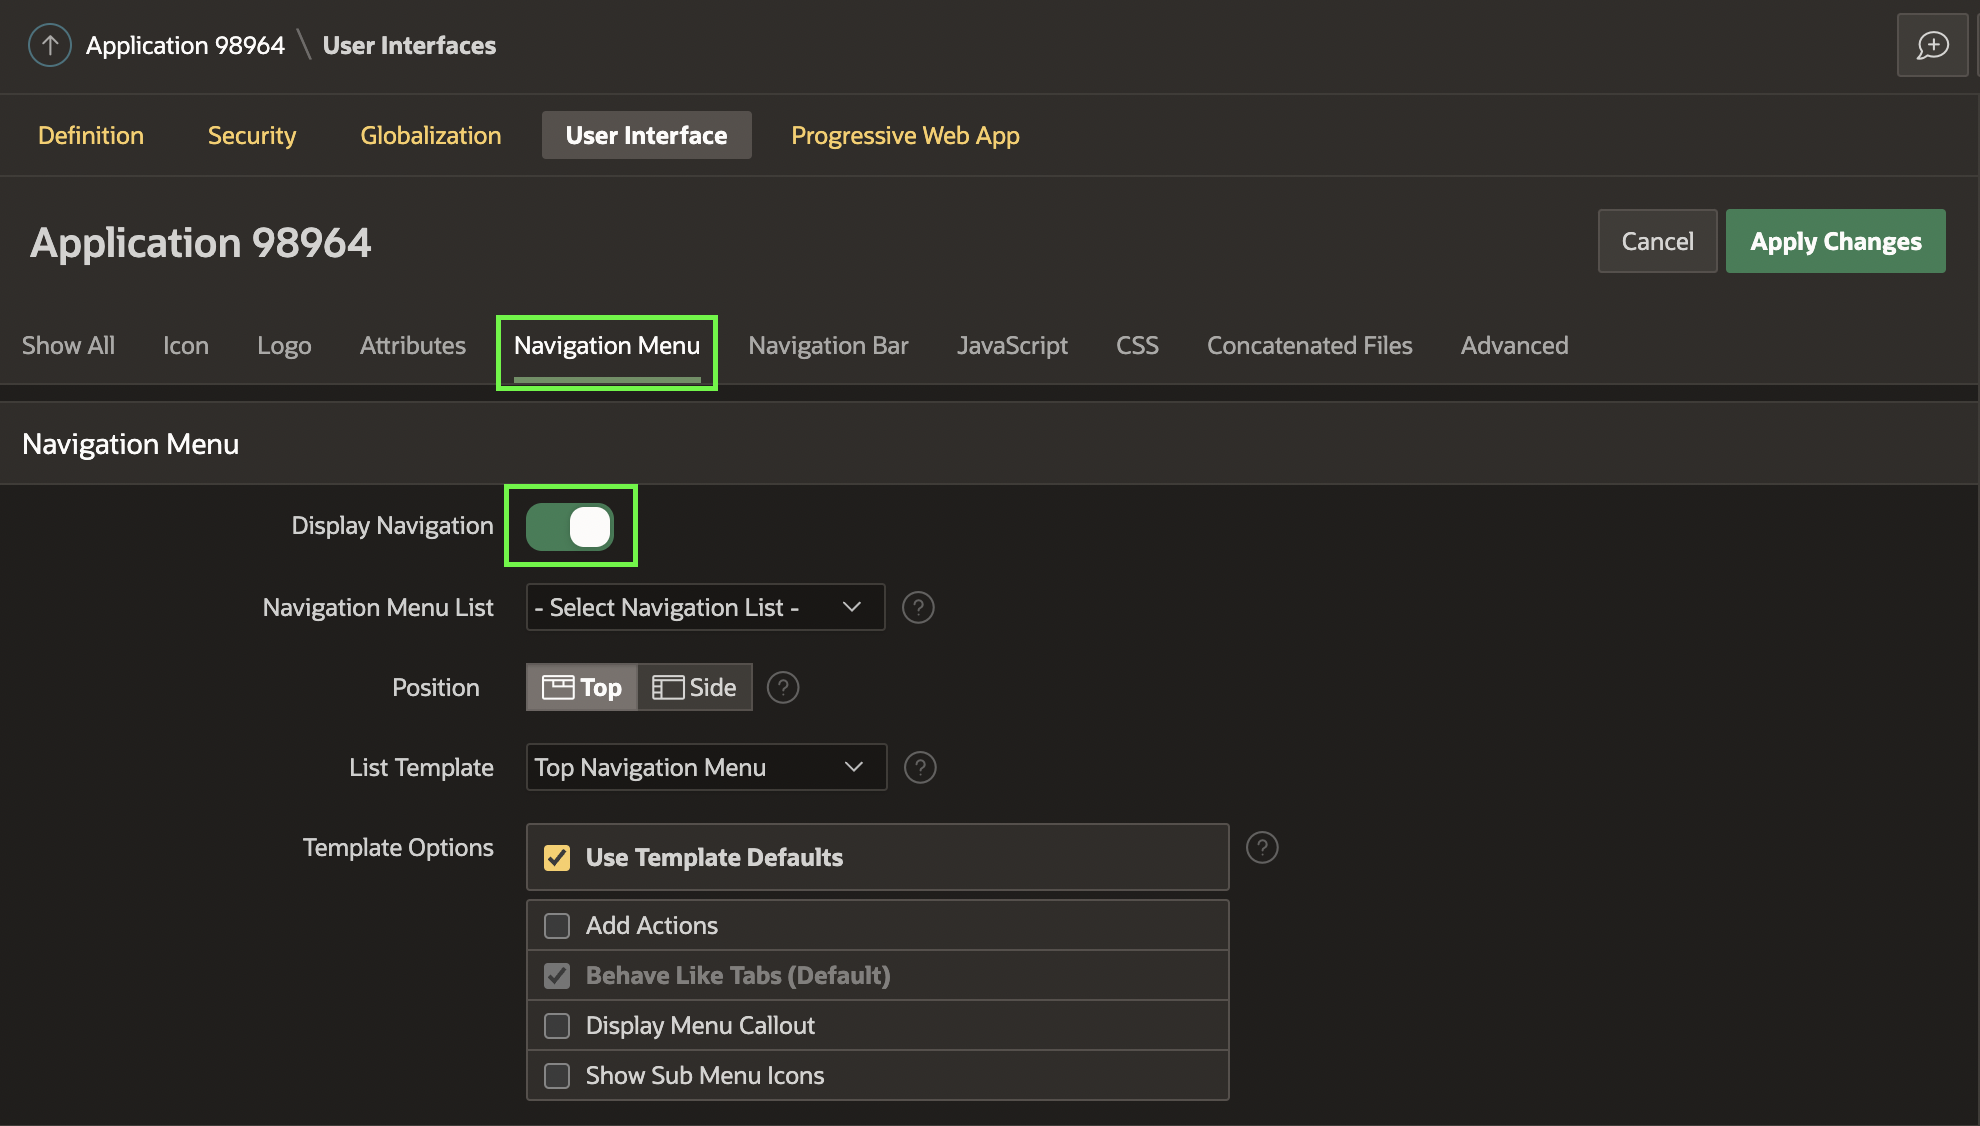 Application 98964 \ User Interfaces
Definition Security Globalization User Interface Progressive Web App
Application 98964
Cancel Apply Changes
Show All Icon Logo Attributes Navigation Menu Navigation Bar JavaScript CSS Concatenated Files Advanced
Navigation Menu
Display Navigation
Navigation Menu List - Select Navigation List - ?
Position Top Side ?
List Template Top Navigation Menu ?
Template Options Use Template Defaults ?
Add Actions
Behave Like Tabs (Default)
Display Menu Callout
Show Sub Menu Icons